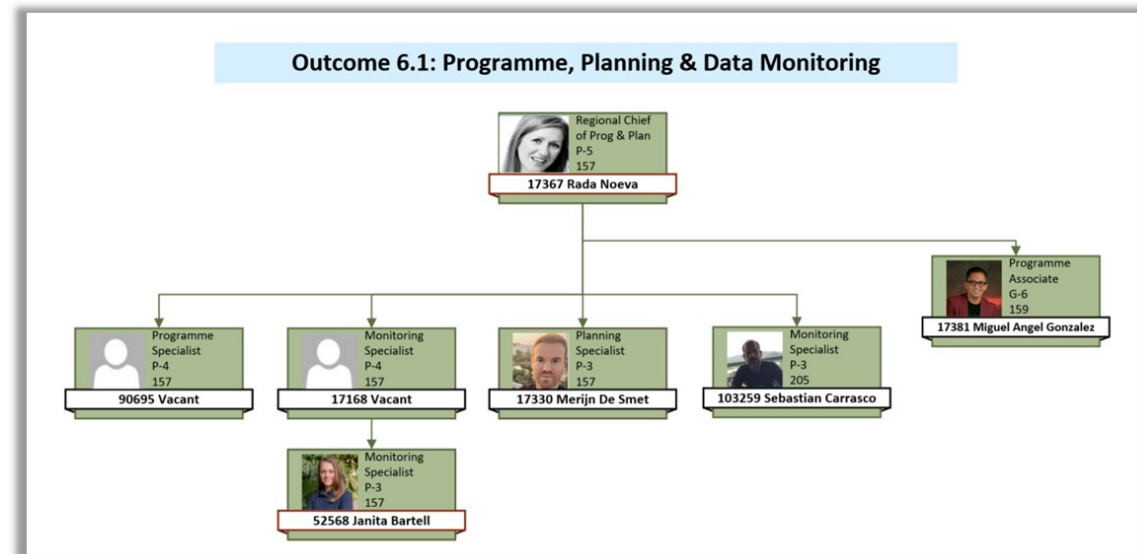 Outcome 6.1: Programme, Planning & Data Monitoring
Regional Chief
of Prog & Plan
P-5
157
17367 Rada Noeva
Programme
Associate
G-6
159
17381 Miguel Angel Gonzalez
Programme
Specialist
P-4
157
90695 Vacant
Monitoring
Specialist
P-4
157
17168 Vacant
Planning
Specialist
P-3
157
17330 Merijn De Smet
Monitoring
Specialist
P-3
205
103259 Sebastian Carrasco
Monitoring
Specialist
P-3
157
52568 Janita Bartell